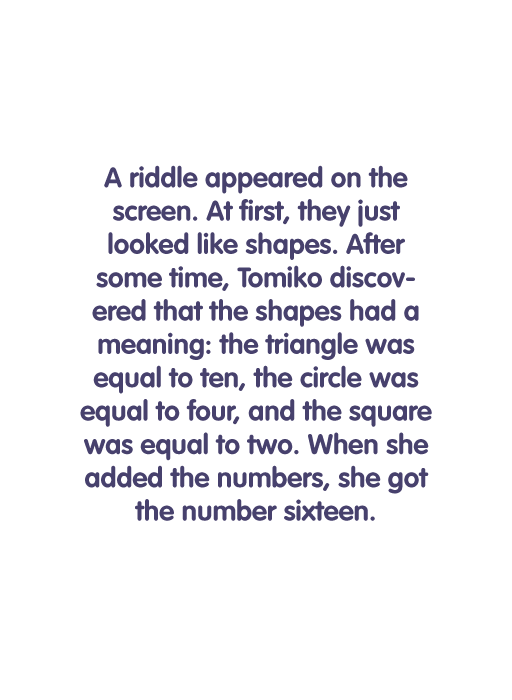 A riddle appeared on the
screen. At first, they just
looked like shapes. After
some time, Tomiko discov-
ered that the shapes had a
meaning: the triangle was
equal to ten, the circle was
equal to four, and the square
was equal to two. When she
added the numbers, she got
the number sixteen.